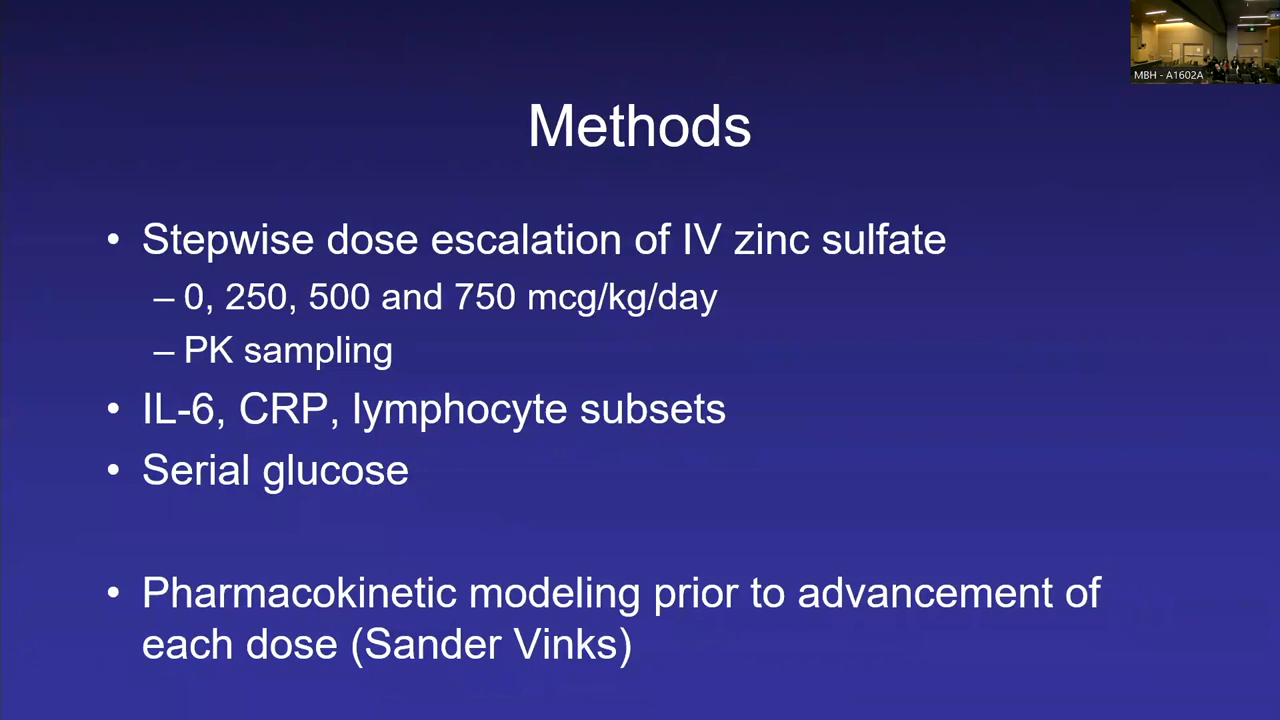 MBH - A1602A
Methods
• Stepwise dose escalation of IV zinc sulfate
– 0, 250, 500 and 750 mcg/kg/day
– PK sampling
• IL-6, CRP, lymphocyte subsets
• Serial glucose
• Pharmacokinetic modeling prior to advancement of
each dose (Sander Vinks)